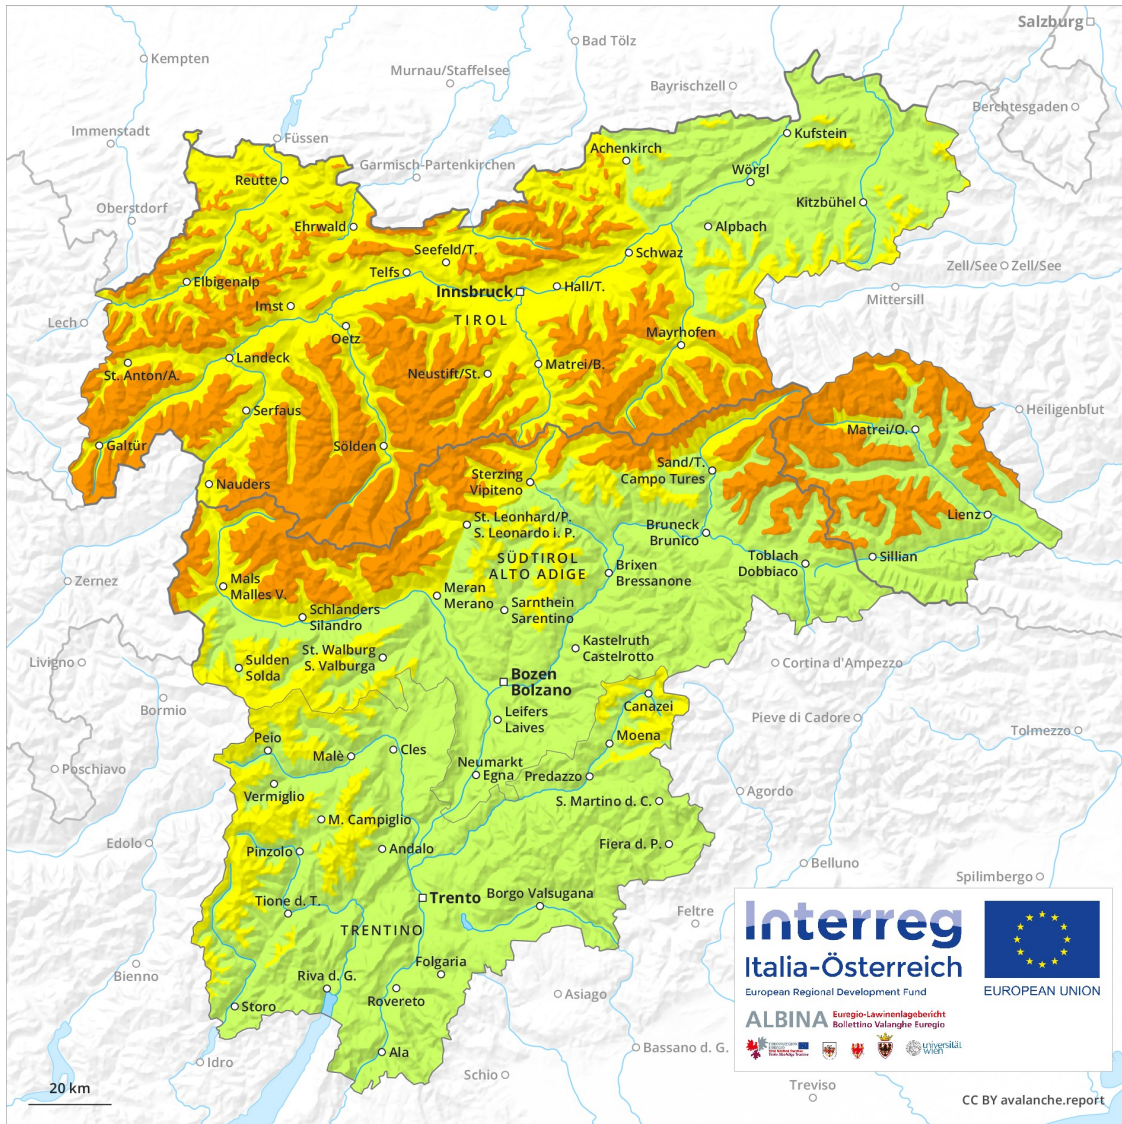 Salzburg
Bad Tölz
Kempten
Murnau/Staffelsee
Bayrischzell
Berchtesgaden
Immenstadt
Füssen
Kufstein
Achenkirch
Garmisch-Partenkirchen
Wörgl
Reutte
Oberstdorf
Kitzbühel
Ehrwald
Alpbach
Seefeld/T.
Schwaz
Telfs
Zell/See
Zell/See
Elbigenalp
Innsbruck
Hall/T.
Mittersill
Imst
TIROL
Lech
Oetz
Mayrhofen
Landeck
Matrei/B.
St. Anton/A.
Neustift/St.
Serfaus
Heiligenblut
Matrei/O.
Galtür
Sölden
Sand/T.
Campo Tures
Sterzing
Vipiteno
Nauders
St. Leonhard/P.
S. Leonardo i. P.
Lienz
Bruneck
Brunico
SÜDTIROL
ALTO ADIGE
Toblach
Dobbiaco
Sillian
Brixen
Bressanone
Zernez
Mals
Malles V.
Meran
Merano
Sarnthein
Sarentino
Schlanders
Silandro
Kastelruth
Castelrotto
St. Walburg
S. Valburga
Livigno
Sulden
Solda
Cortina d'Ampezzo
Bozen
Bolzano
Canazei
Bormio
Leifers
Laives
Pieve di Cadore
Tolmezzo
Peio
Moena
Malè
Cles
Poschiavo
Neumarkt
Egna
Predazzo
Vermiglio
Agordo
S. Martino d. C.
M. Campiglio
Edolo
Pinzolo
Andalo
Fiera d. P.
Belluno
Spilimbergo
Tione d. T.
Trento
Borgo Valsugana
Feltre
TRENTINO
Folgaria
Bienno
Riva d. G.
Rovereto
Asiago
Storo
Ala
Idro
Schio
Bassano d. G.
Treviso
20 km
Interreg
Italia-Österreich
European Regional Development Fund
EUROPEAN UNION
ALBINA
Euregio-Lawinenlagebericht
Bollettino Valanghe Euregio
universität
wien
CC BY avalanche.report